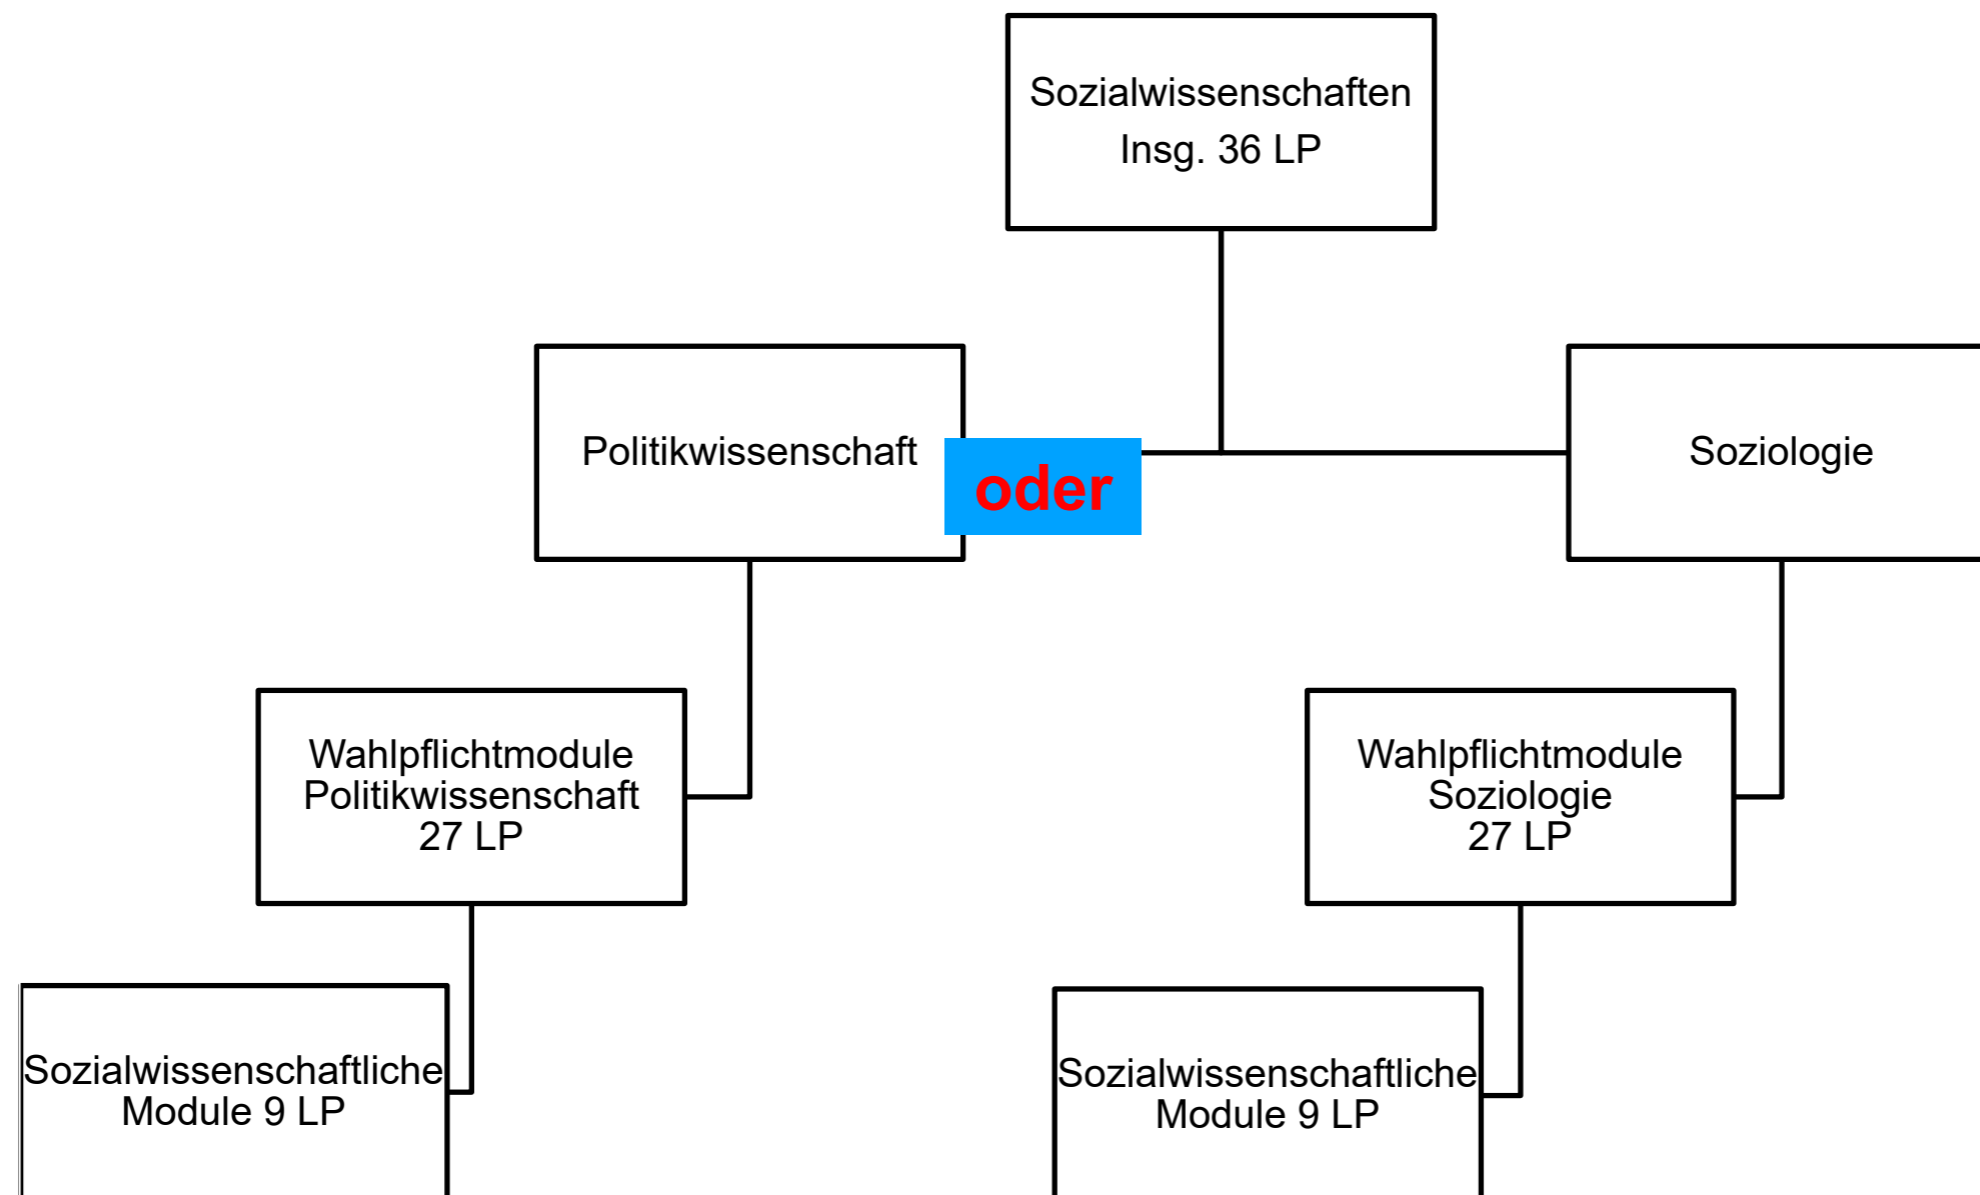 Sozialwissenschaften
Insg. 36 LP
Politikwissenschaft
oder
Soziologie
Wahlpflichtmodule
Politikwissenschaft
27 LP
Wahlpflichtmodule
Soziologie
27 LP
Sozialwissenschaftliche
Module 9 LP
Sozialwissenschaftliche
Module 9 LP